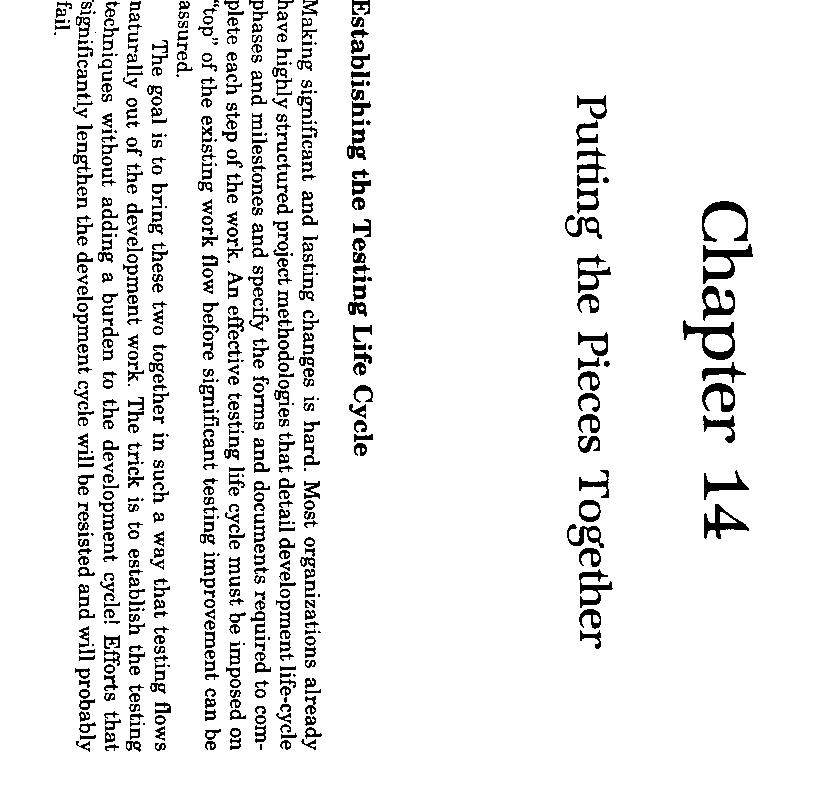 Chapter 14
Putting the Pieces Together
Establishing the Testing Life Cycle
Making significant and lasting changes is hard. Most organizations already
have highly structured project methodologies that detail development life-cycle
phases and milestones and specify the forms and documents required to com-
plete each step of the work. An effective testing life cycle must be imposed on
"top" of the existing work flow before significant testing improvement can be
assured.
The goal is to bring these two together in such a way that testing flows
naturally out of the development work. The trick is to establish the testing
techniques without adding a burden to the development cycle! Efforts that
significantly lengthen the development cycle will be resisted and will probably
fail.